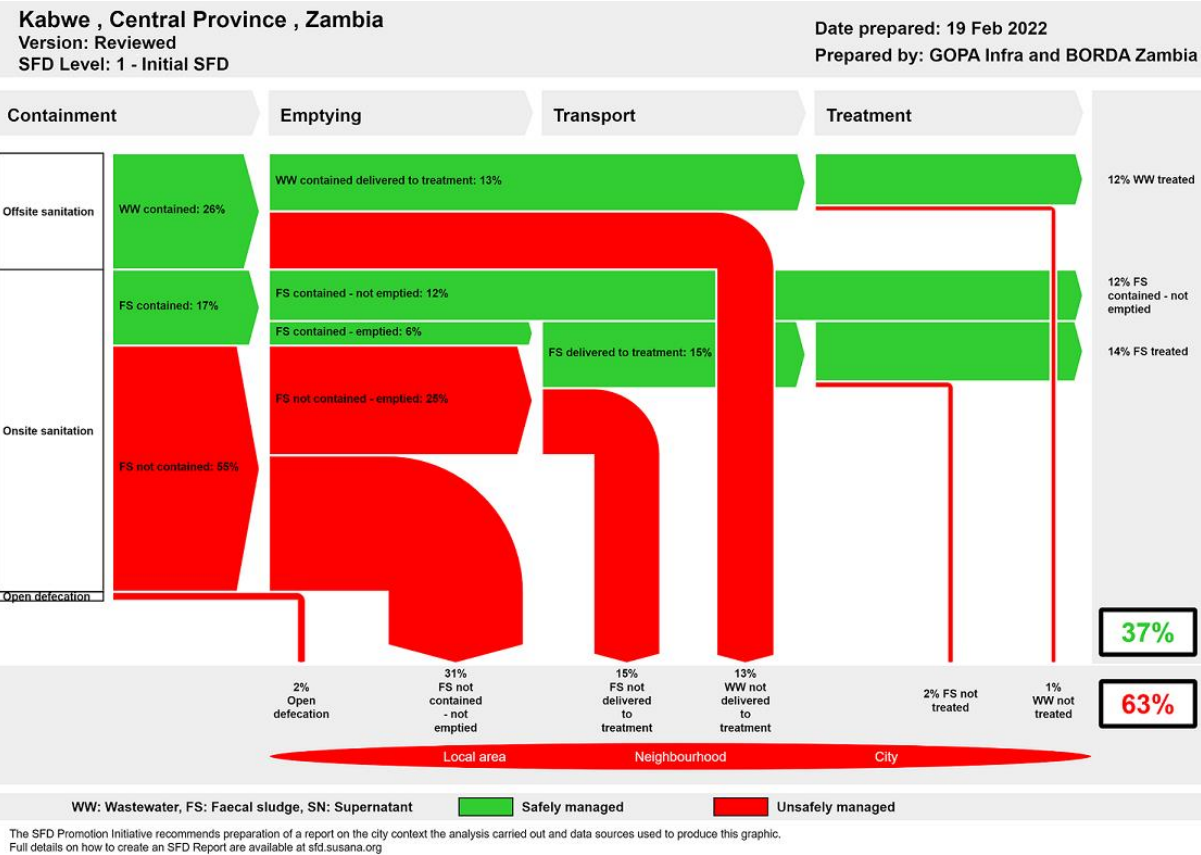 Kabwe , Central Province , Zambia
Version: Reviewed
SFD Level: 1 - Initial SFD
Date prepared: 19 Feb 2022
Prepared by: GOPA Infra and BORDA Zambia
Containment
Emptying
Transport
Treatment
Offsite sanitation
WW contained: 26%
WW contained delivered to treatment: 13%
12% WW treated
Onsite sanitation
FS contained: 17%
FS contained - not emptied: 12%
12% FS
contained - not
emptied
FS contained - emptied: 6%
FS delivered to treatment: 15%
14% FS treated
FS not contained - emptied: 25%
FS not contained: 55%
Open defecation
37%
2%
Open
defecation
31%
FS not
contained
- not
emptied
15%
FS not
delivered
to
treatment
13%
WW not
delivered
to
treatment
2% FS not
treated
1%
WW not
treated
63%
Local area
Neighbourhood
City
WW: Wastewater, FS: Faecal sludge, SN: Supernatant
Safely managed
Unsafely managed
The SFD Promotion Initiative recommends preparation of a report on the city context the analysis carried out and data sources used to produce this graphic.
Full details on how to create an SFD Report are available at sfd.susana.org